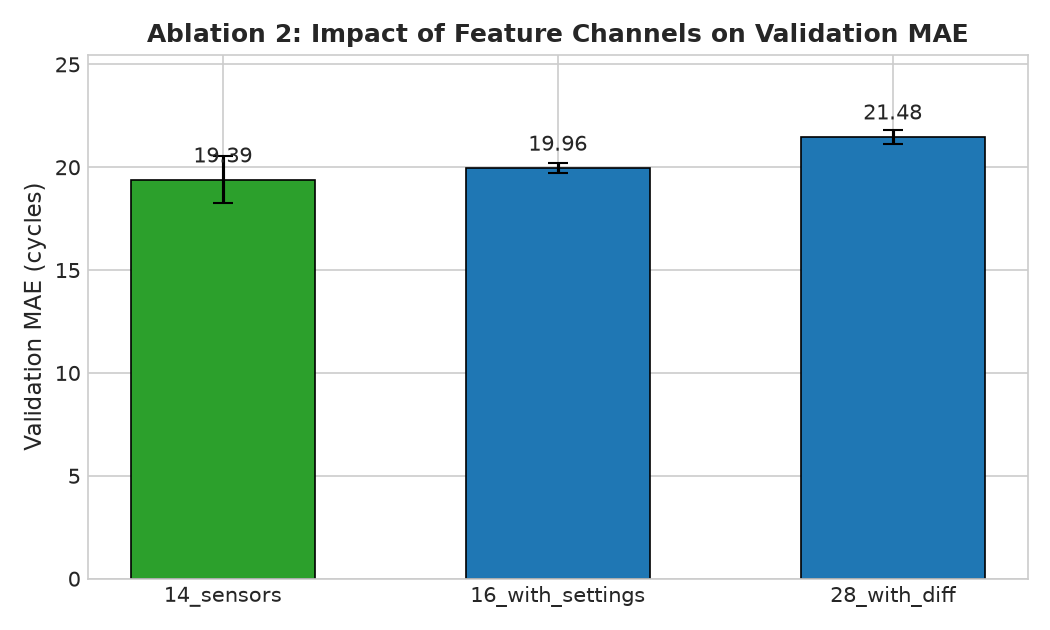 Ablation 2: Impact of Feature Channels on Validation MAE
Validation MAE (cycles)
25
20
15
10
5
0
19.39
19.96
21.48
14_sensors
16_with_settings
28_with_diff